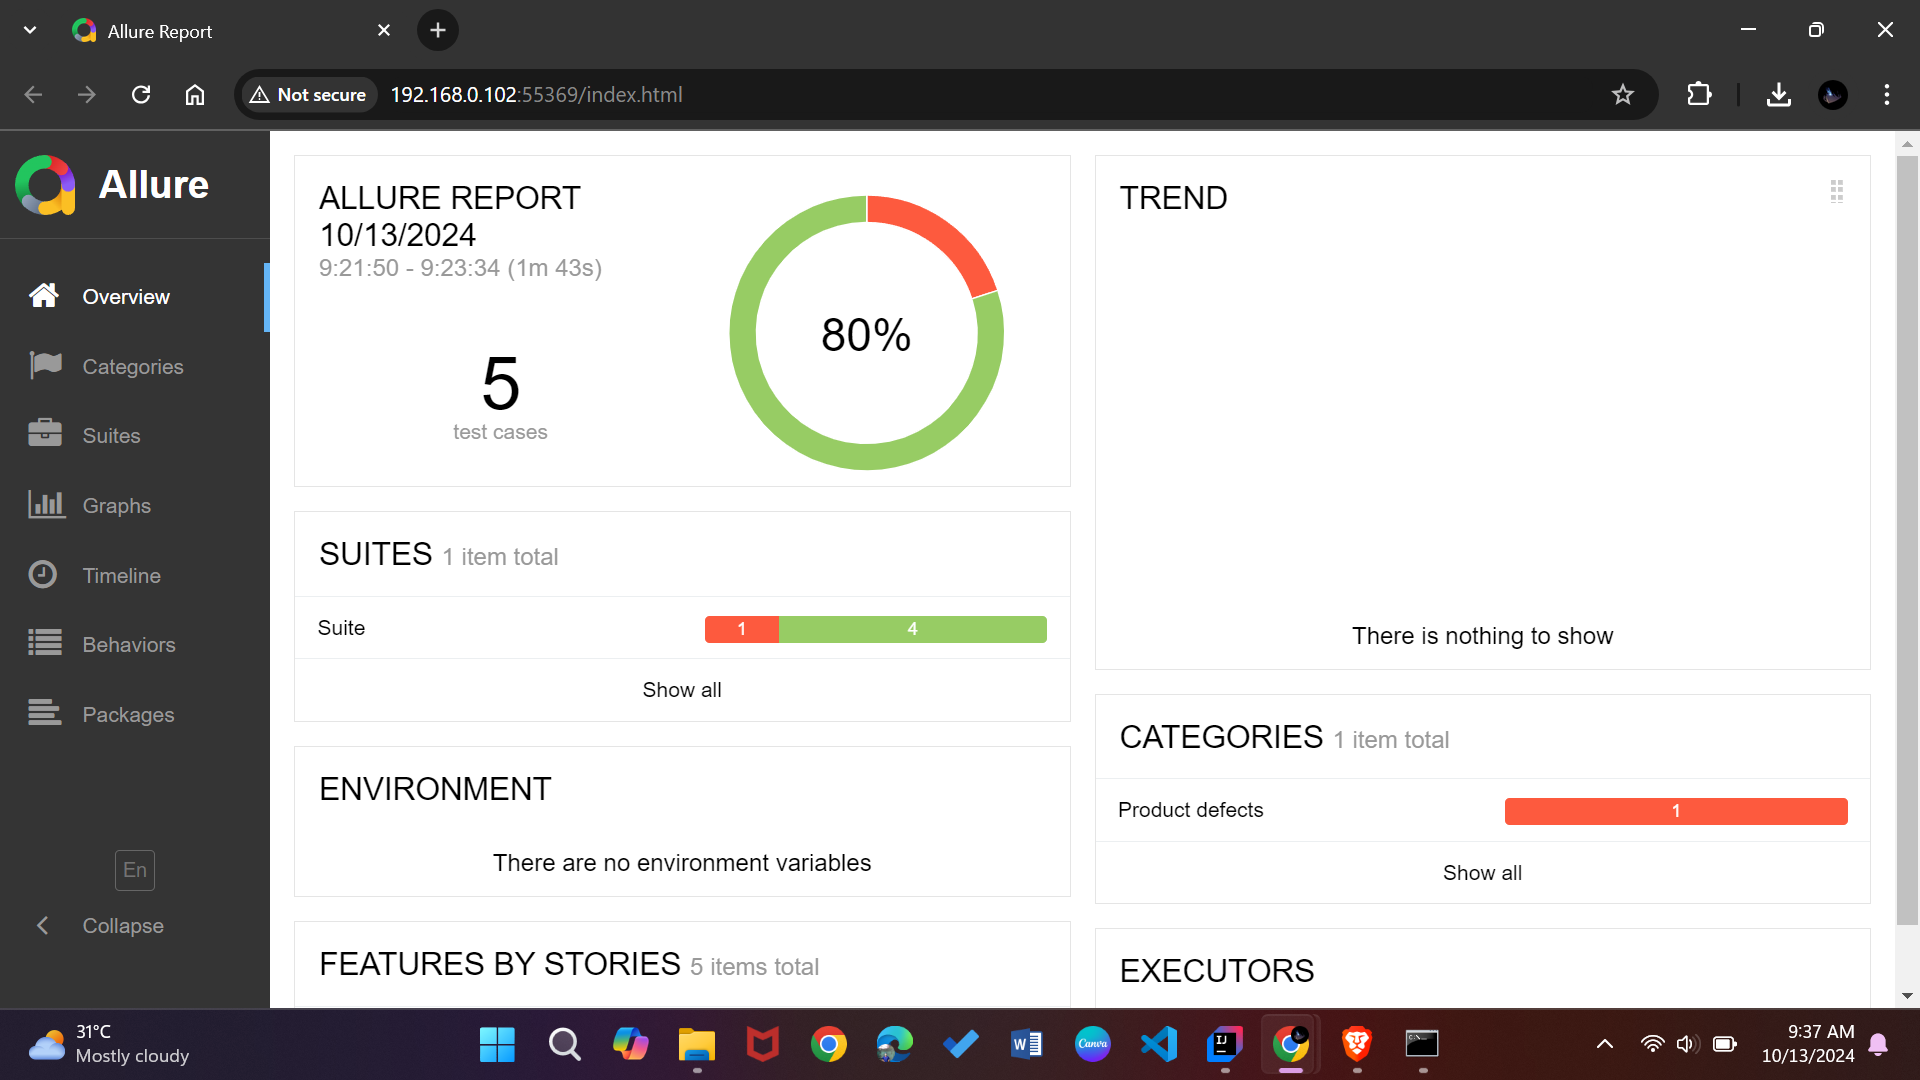 Allure Report
Not secure
192.168.0.102:55369/index.html
Allure
Overview
Categories
Suites
Graphs
Timeline
Behaviors
Packages
En
Collapse
ALLURE REPORT
10/13/2024
9:21:50 - 9:23:34 (1m 43s)
5
test cases
80%
SUITES 1 item total
Suite
1
4
Show all
ENVIRONMENT
There are no environment variables
FEATURES BY STORIES 5 items total
TREND
There is nothing to show
CATEGORIES 1 item total
Product defects
1
Show all
EXECUTORS
31°C
Mostly cloudy
W
Canva
IJ
9:37 AM
10/13/2024